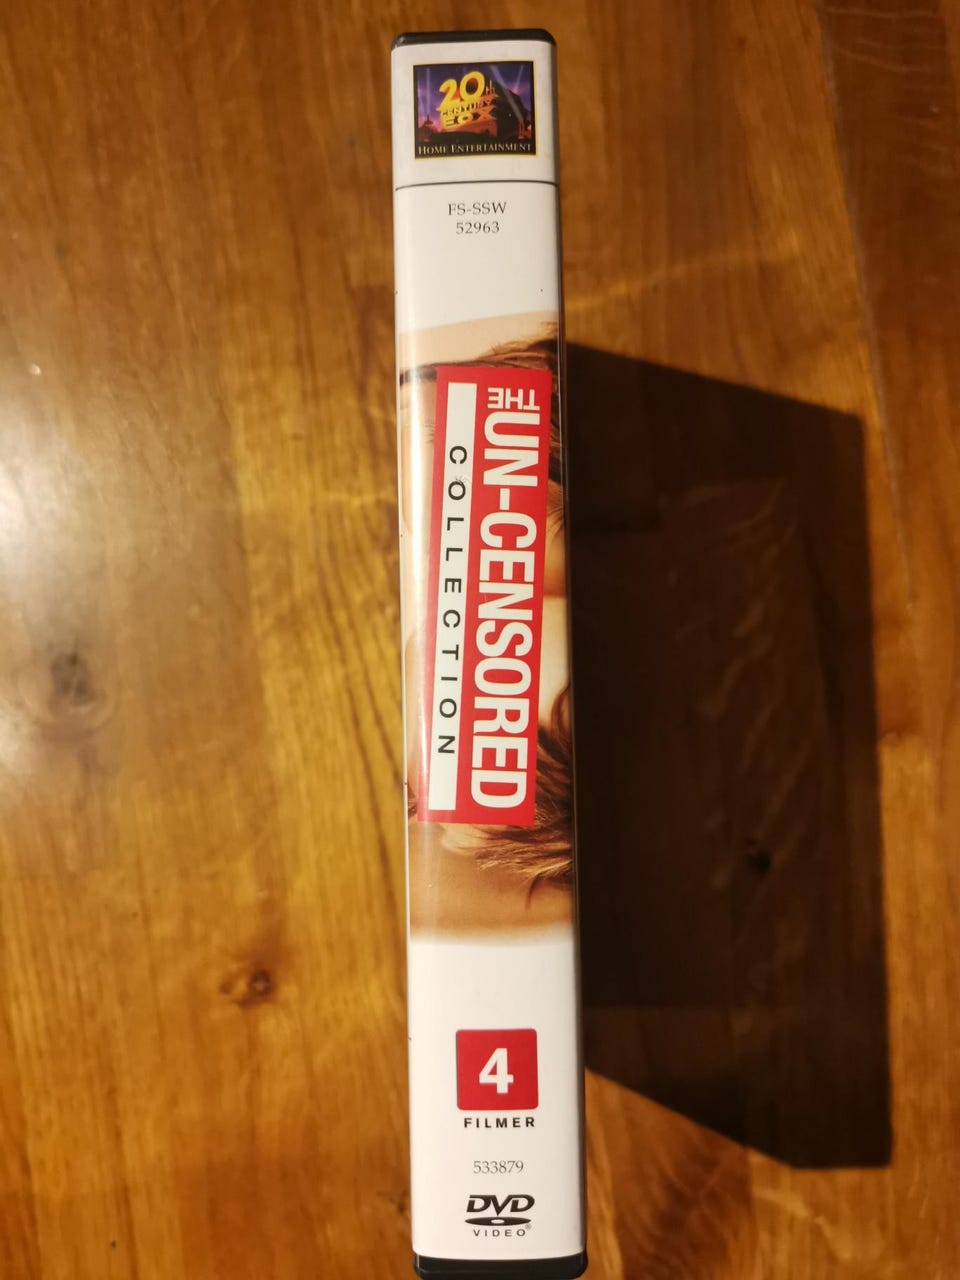 20TH
CENTURY
FOX
HOME ENTERTAINMENT
FS-SSW
52963
THE
UN-CENSORED
COLLECTION
4
FILMER
533879
DVD
VIDEO®